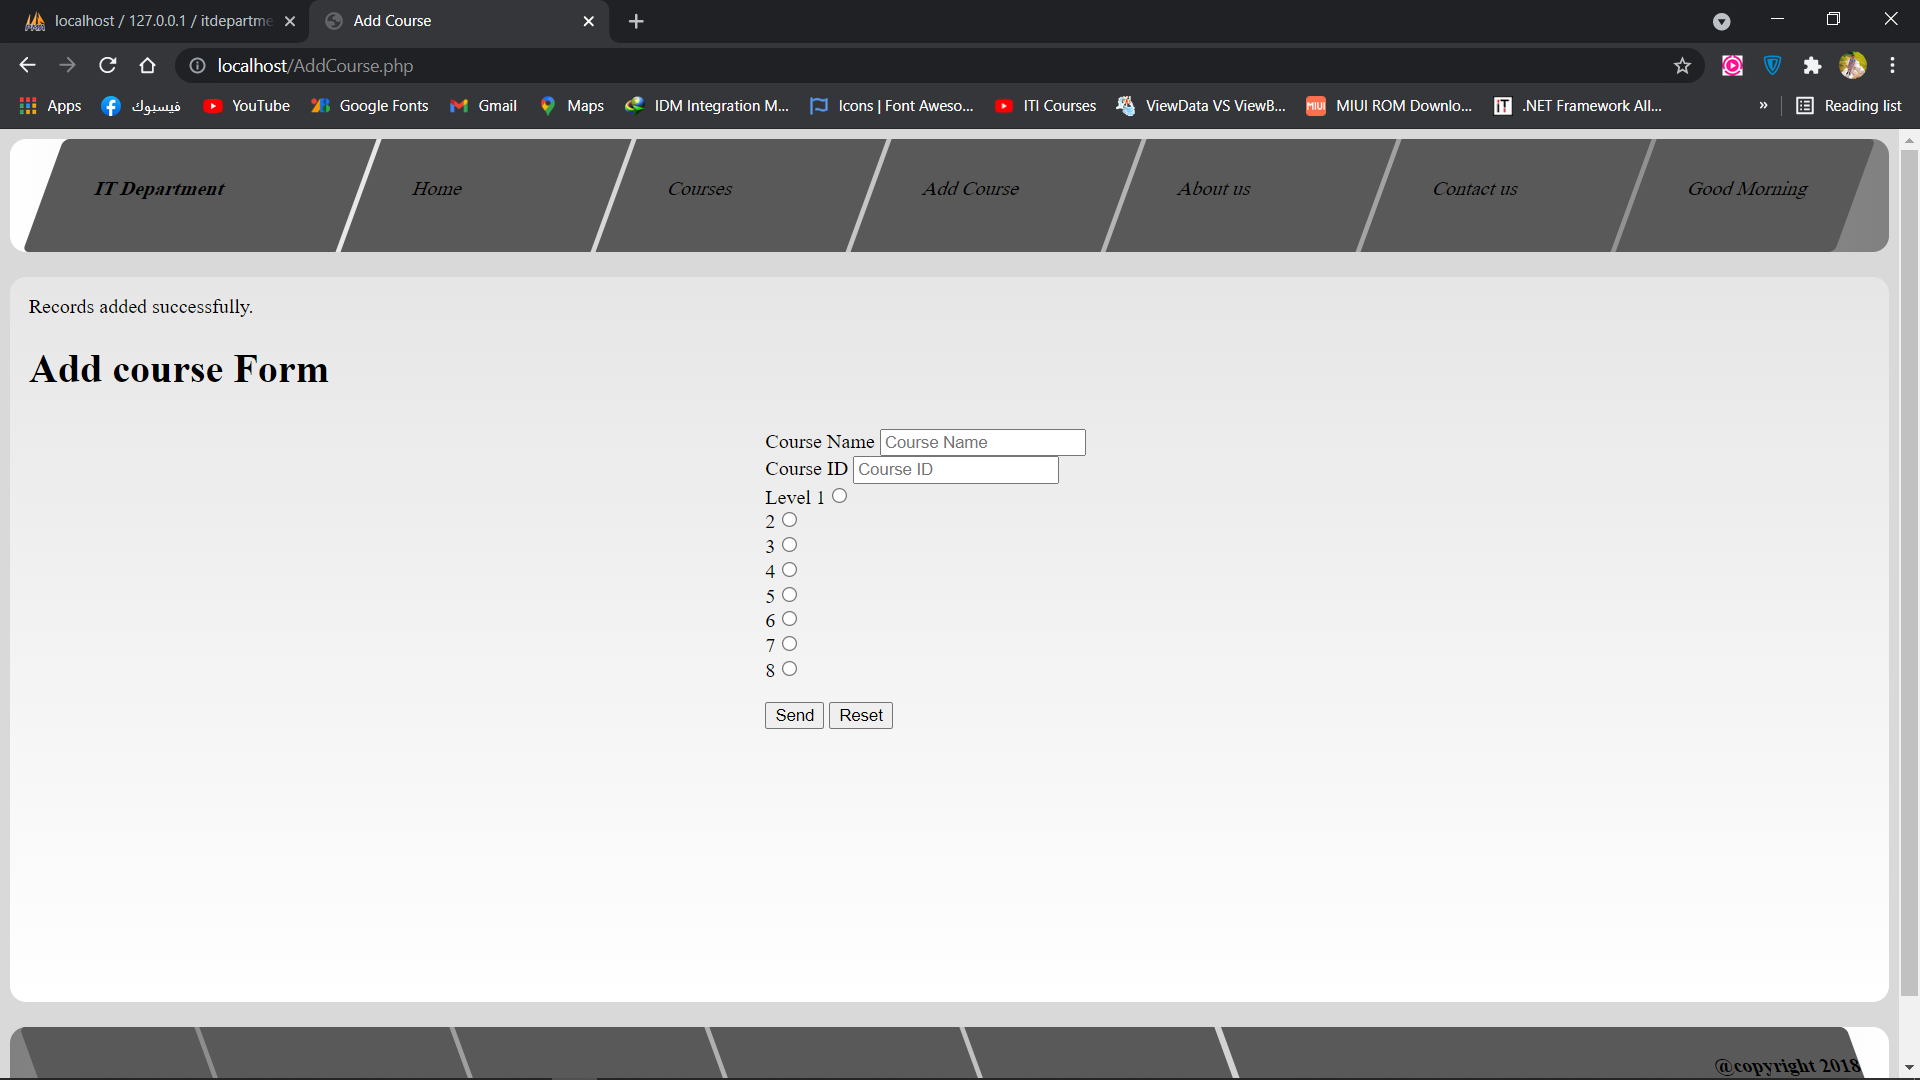 localhost / 127.0.0.1 / itdepartme
Add Course
localhost/AddCourse.php
Apps فيسبوك YouTube Google Fonts Gmail Maps IDM Integration M... Icons | Font Aweso... ITI Courses ViewData VS ViewB... MIUI ROM Downlo... .NET Framework All... » Reading list
IT Department Home Courses Add Course About us Contact us Good Morning
Records added successfully.
Add course Form
Course Name Course Name
Course ID Course ID
Level 1
2
3
4
5
6
7
8
Send Reset
@copyright 2018